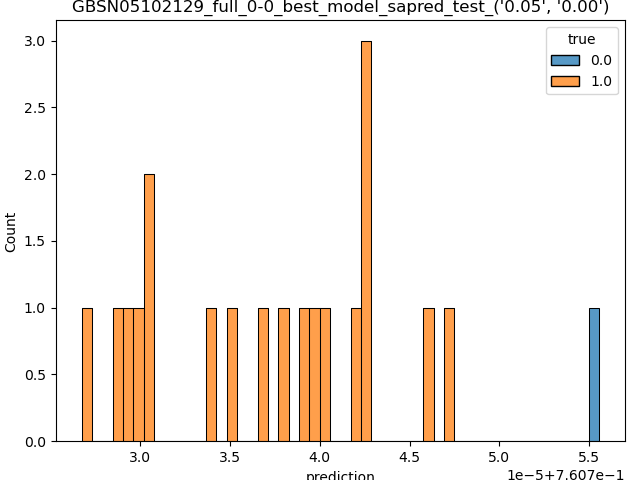 GBSN05102129_full_0-0_best_model_sapred_test_('0.05', '0.00')
true
0.0
1.0
Count
3.0
2.5
2.0
1.5
1.0
0.5
0.0
3.0 3.5 4.0 4.5 5.0 5.5
prediction
1e−5+7.607e−1